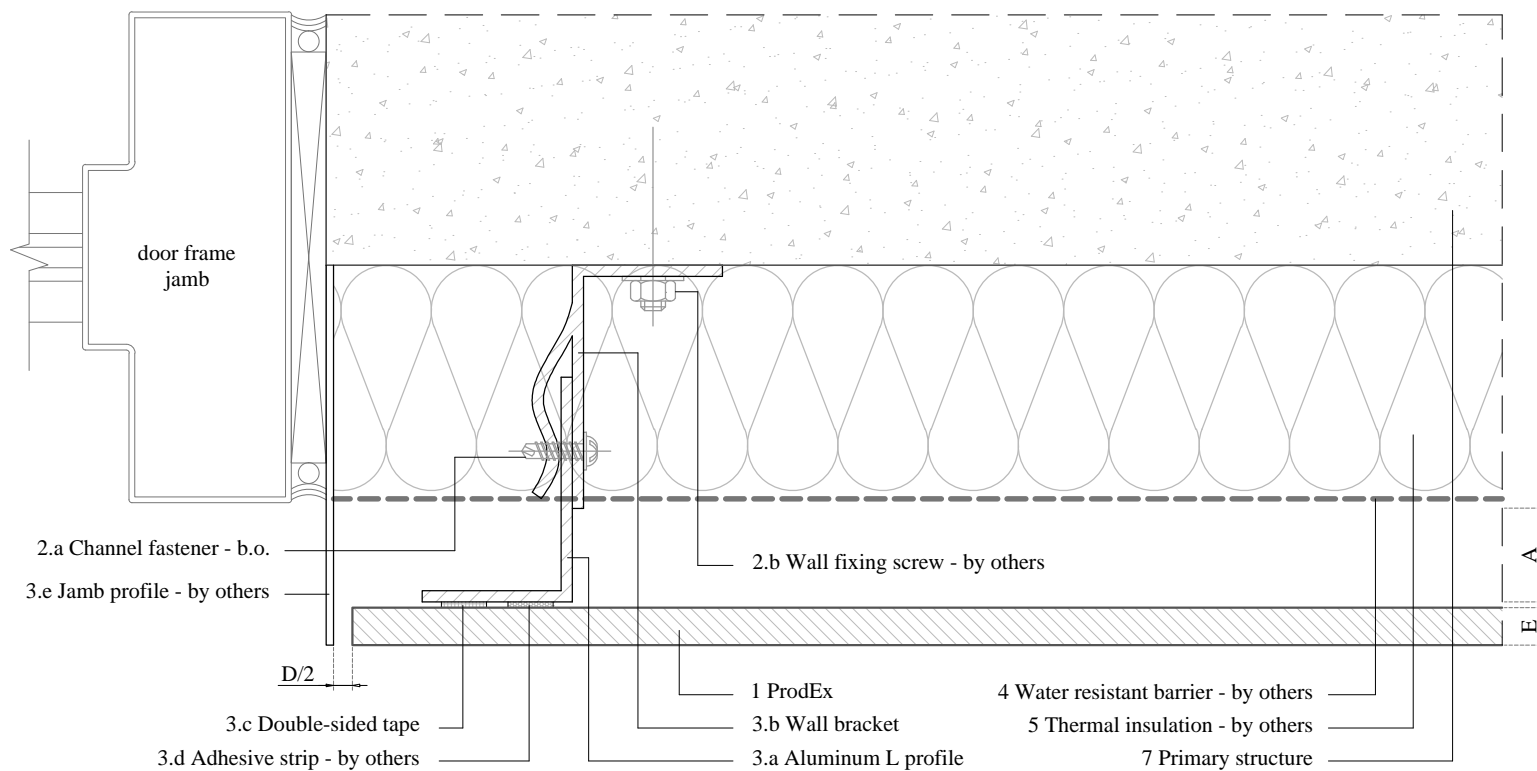 door frame
jamb
2.a Channel fastener - b.o.
2.b Wall fixing screw - by others
3.e Jamb profile - by others
A
E
D/2
1 ProdEx
4 Water resistant barrier - by others
3.c Double-sided tape
3.b Wall bracket
5 Thermal insulation - by others
3.d Adhesive strip - by others
3.a Aluminum L profile
7 Primary structure